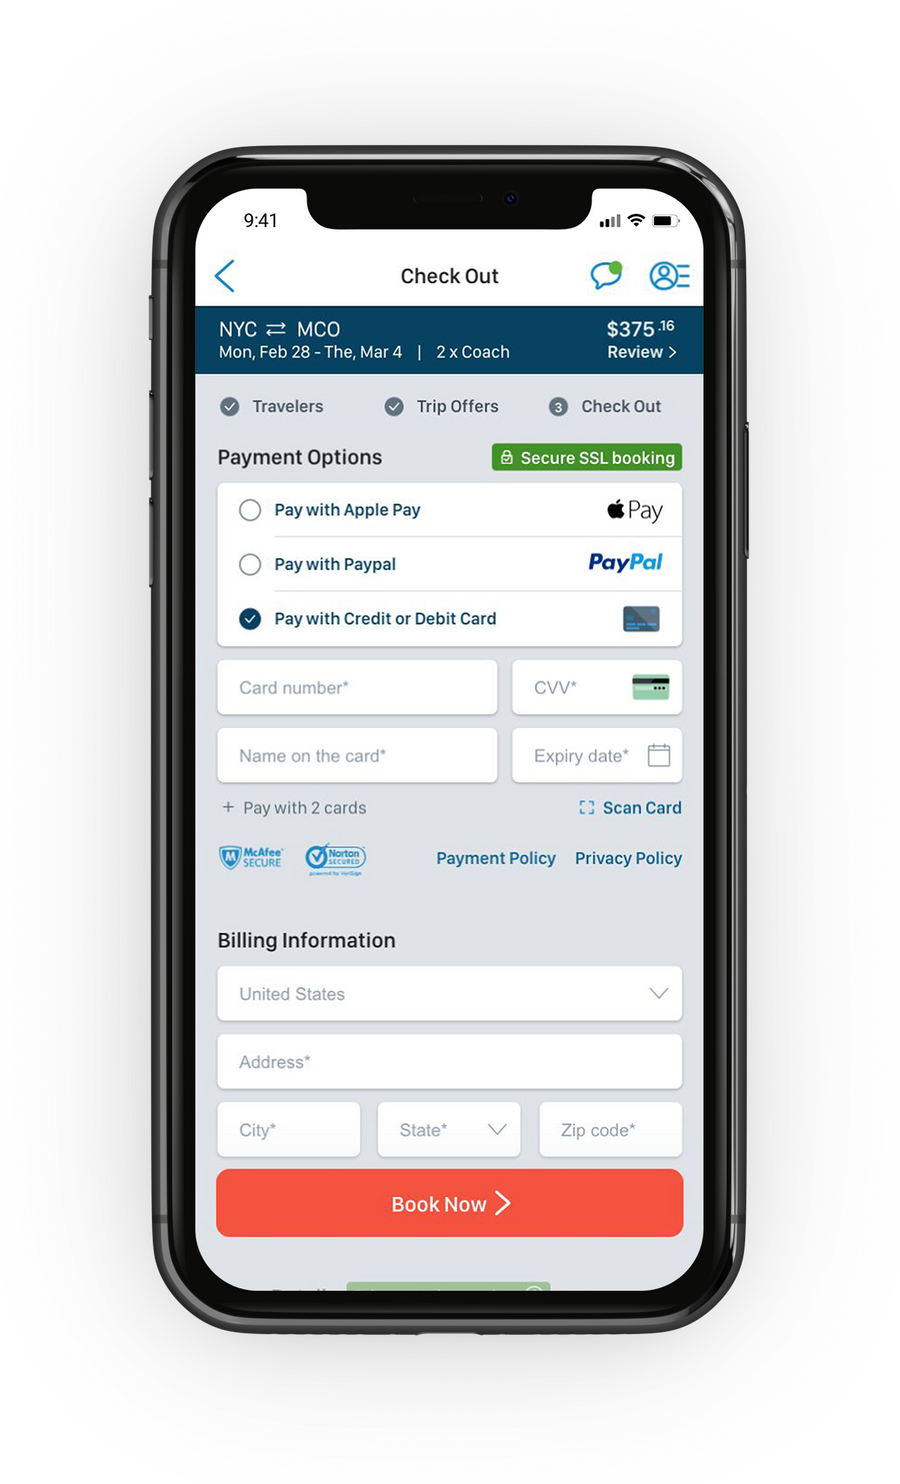 9:41
Check Out
NYC ⇄ MCO $375.16
Mon, Feb 28 - The, Mar 4 | 2 x Coach Review >
Travelers Trip Offers 3 Check Out
Payment Options Secure SSL booking
Pay with Apple Pay Pay
Pay with Paypal PayPal
Pay with Credit or Debit Card
Card number* CVV*
Name on the card* Expiry date*
+ Pay with 2 cards Scan Card
McAfee SECURE Norton SECURED powered by VeriSign Payment Policy Privacy Policy
Billing Information
United States
Address*
City* State* Zip code*
Book Now >